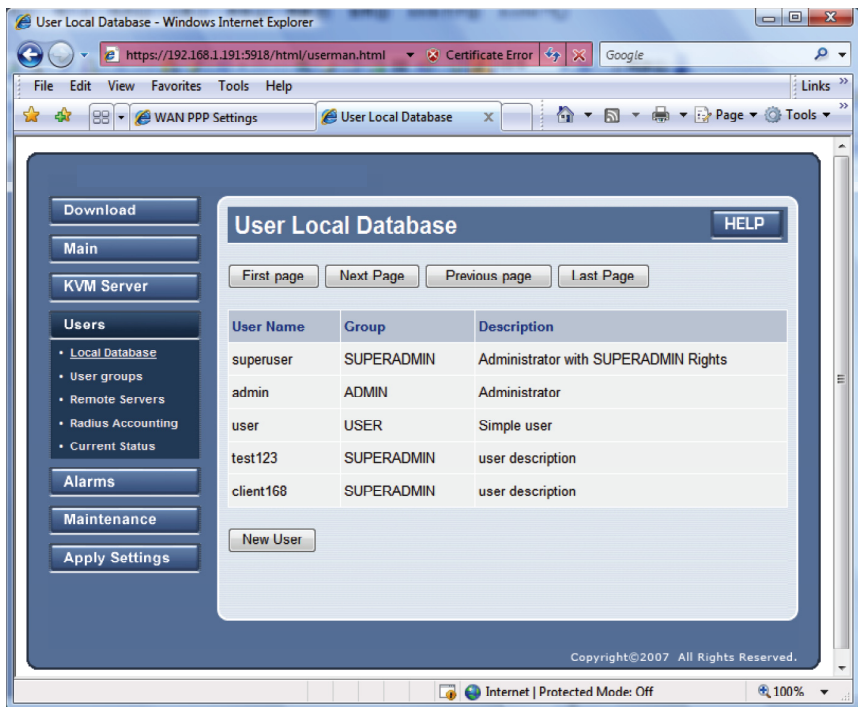 User Local Database - Windows Internet Explorer
https://192.168.1.191:5918/html/userman.html Certificate Error Google
File Edit View Favorites Tools Help Links »
WAN PPP Settings User Local Database X Page Tools »
Download
Main
KVM Server
Users
• Local Database
• User groups
• Remote Servers
• Radius Accounting
• Current Status
Alarms
Maintenance
Apply Settings
User Local Database HELP
First page Next Page Previous page Last Page
User Name Group Description
superuser SUPERADMIN Administrator with SUPERADMIN Rights
admin ADMIN Administrator
user USER Simple user
test123 SUPERADMIN user description
client168 SUPERADMIN user description
New User
Copyright©2007 All Rights Reserved.
Internet | Protected Mode: Off 100%